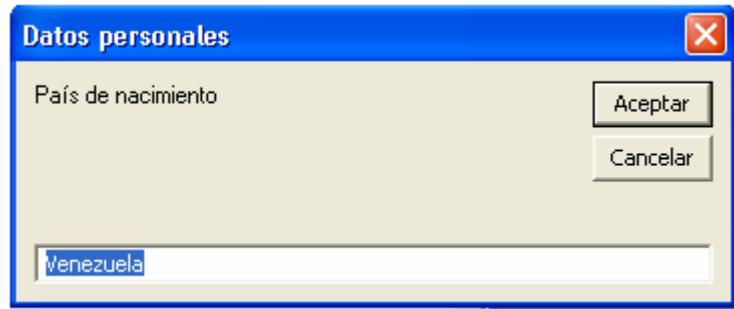 Datos personales
País de nacimiento
Aceptar
Cancelar
Venezuela